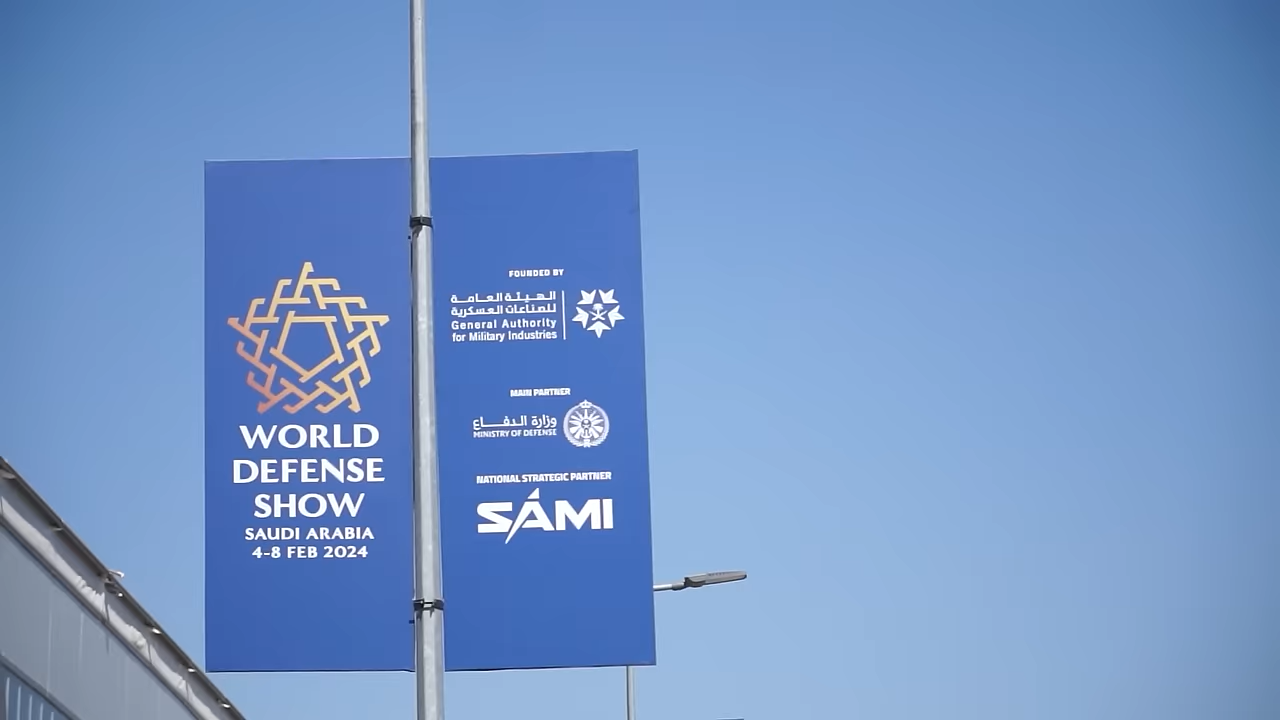 WORLD
DEFENSE
SHOW
SAUDI ARABIA
4-8 FEB 2024
FOUNDED BY
الهيئة العامة
للصناعات العسكرية
General Authority
for Military Industries
MAIN PARTNER
وزارة الدفاع
MINISTRY OF DEFENSE
NATIONAL STRATEGIC PARTNER
SÁMI